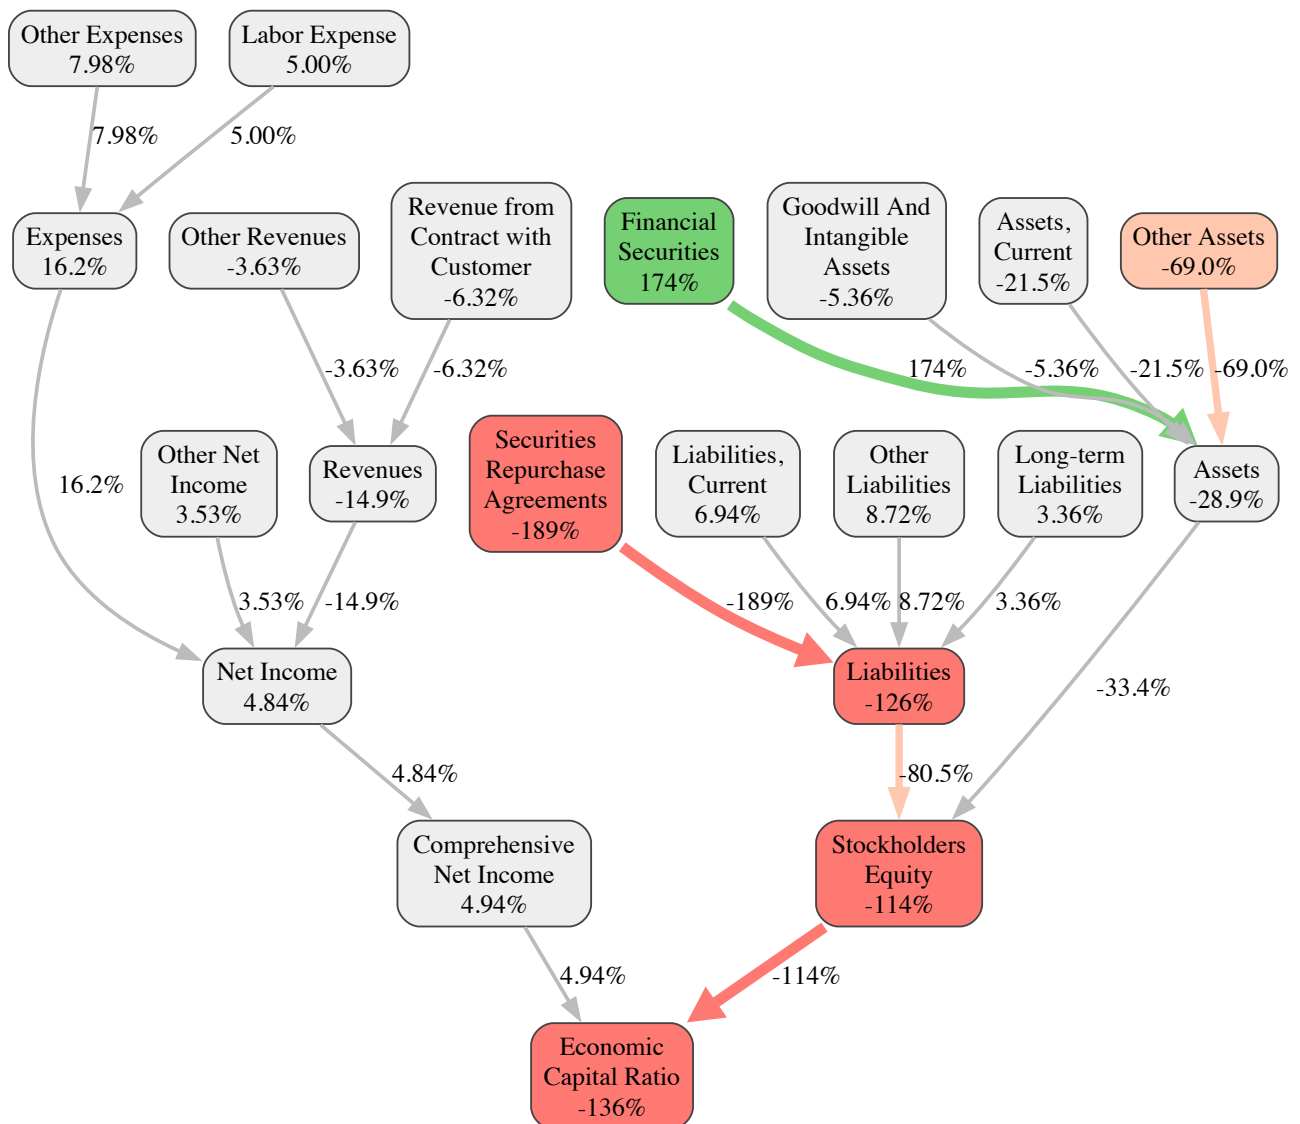 Other Expenses
7.98%
Labor Expense
5.00%
7.98%
5.00%
Expenses
16.2%
Other Revenues
-3.63%
Revenue from
Contract with
Customer
-6.32%
Financial
Securities
174%
Goodwill And
Intangible
Assets
-5.36%
Assets,
Current
-21.5%
Other Assets
-69.0%
-3.63%
-6.32%
174%
-5.36%
-21.5%
-69.0%
16.2%
Other Net
Income
3.53%
Revenues
-14.9%
Securities
Repurchase
Agreements
-189%
Liabilities,
Current
6.94%
Other
Liabilities
8.72%
Long-term
Liabilities
3.36%
Assets
-28.9%
3.53%
-14.9%
-189%
6.94%
8.72%
3.36%
-33.4%
Net Income
4.84%
Liabilities
-126%
4.84%
-80.5%
Comprehensive
Net Income
4.94%
Stockholders
Equity
-114%
4.94%
-114%
Economic
Capital Ratio
-136%